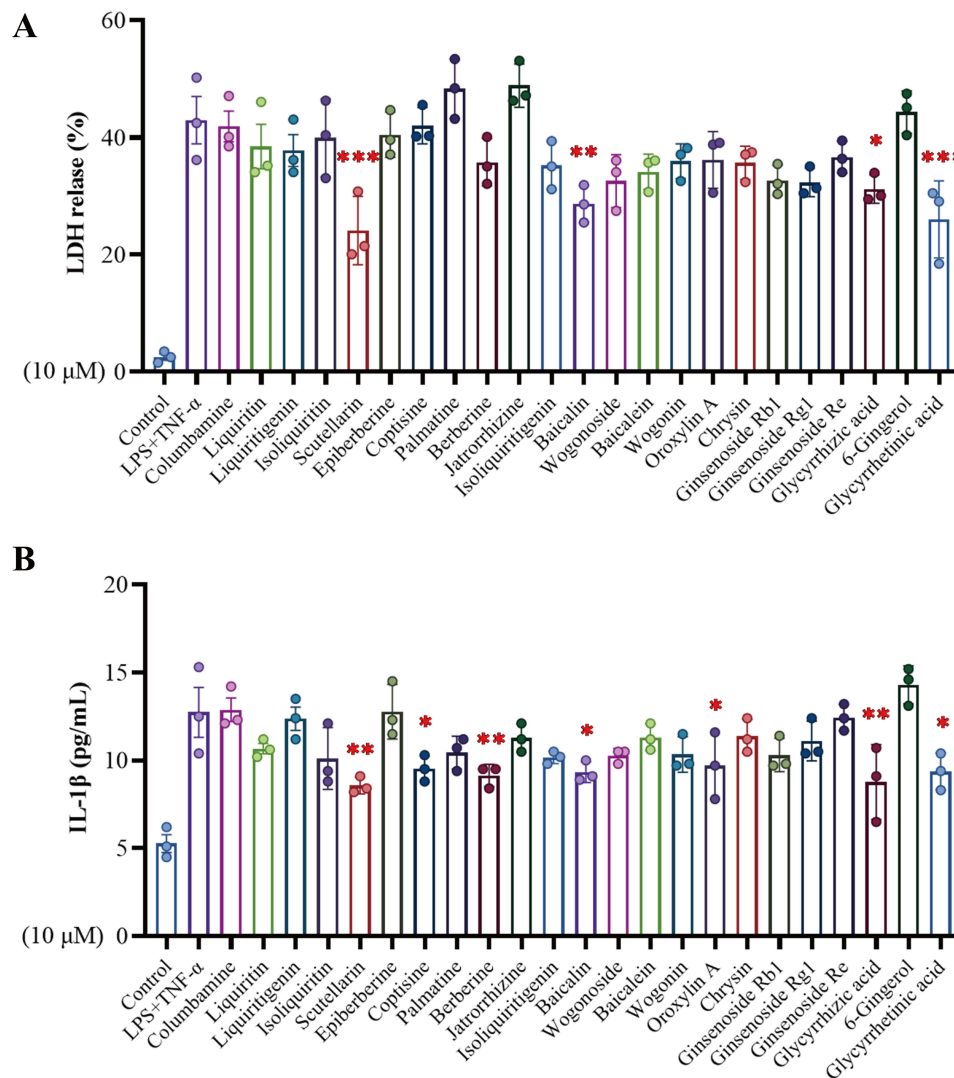 A
LDH relase (%)
60
40
20
0
(10 μM)
***
**
*
***
Control
LPS+TNF-α
Columbamine
Liquiritin
Liquiritigenin
Isoliquiritin
Scutellarin
Epiberberine
Coptisine
Palmatine
Berberine
Jatrorrhizine
Isoliquiritigenin
Baicalin
Wogonoside
Baicalein
Wogonin
Oroxylin A
Chrysin
Ginsenoside Rb1
Ginsenoside Rg1
Ginsenoside Re
Glycyrrhizic acid
6-Gingerol
Glycyrrhetinic acid
B
IL-1β (pg/mL)
20
15
10
5
0
(10 μM)
**
*
**
*
*
**
*
Control
LPS+TNF-α
Columbamine
Liquiritin
Liquiritigenin
Isoliquiritin
Scutellarin
Epiberberine
Coptisine
Palmatine
Berberine
Jatrorrhizine
Isoliquiritigenin
Baicalin
Wogonoside
Baicalein
Wogonin
Oroxylin A
Chrysin
Ginsenoside Rb1
Ginsenoside Rg1
Ginsenoside Re
Glycyrrhizic acid
6-Gingerol
Glycyrrhetinic acid